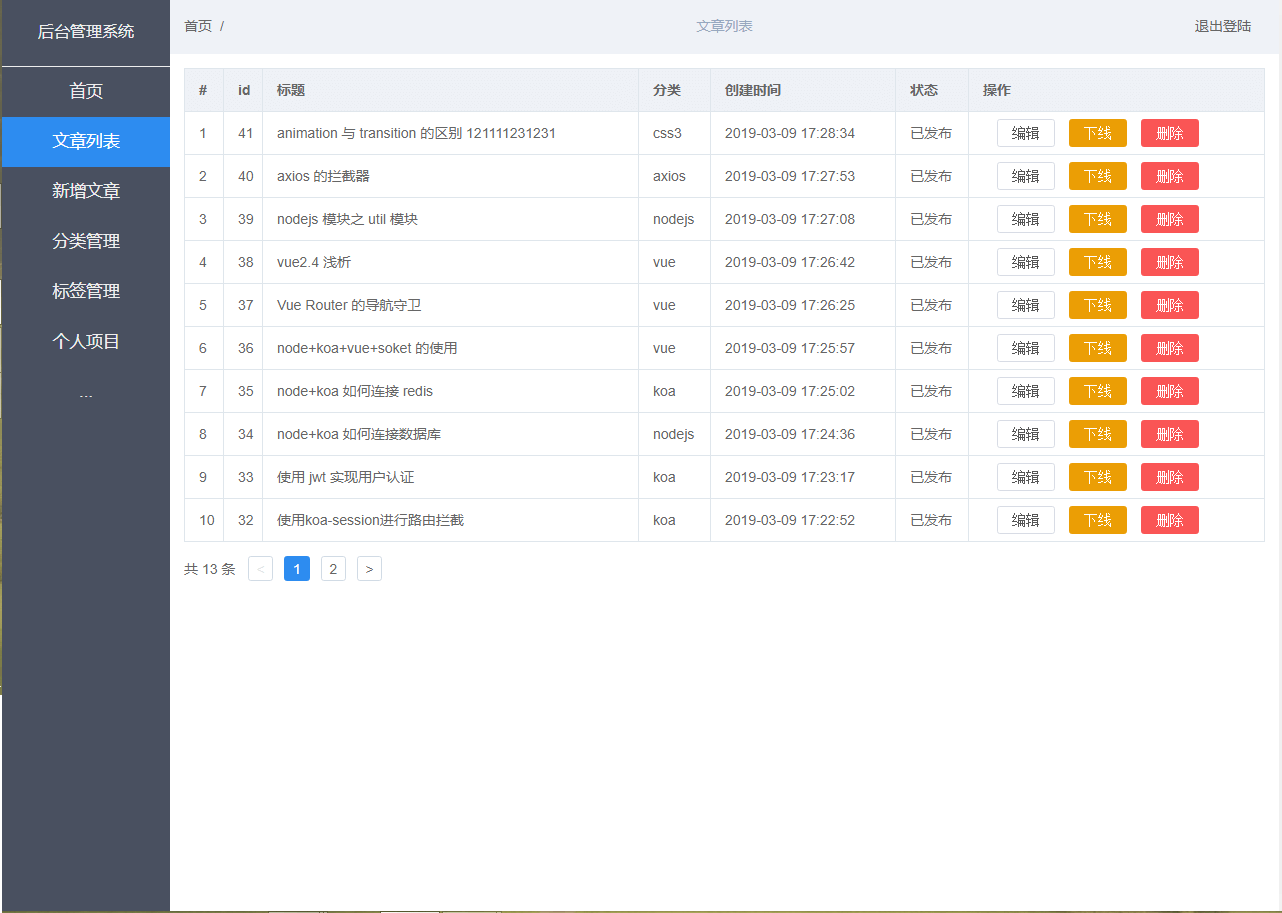 后台管理系统
首页
文章列表
新增文章
分类管理
标签管理
个人项目
...
首页 / 文章列表 退出登陆
# id 标题 分类 创建时间 状态 操作
1 41 animation 与 transition 的区别 121111231231 css3 2019-03-09 17:28:34 已发布 编辑 下线 删除
2 40 axios 的拦截器 axios 2019-03-09 17:27:53 已发布 编辑 下线 删除
3 39 nodejs 模块之 util 模块 nodejs 2019-03-09 17:27:08 已发布 编辑 下线 删除
4 38 vue2.4 浅析 vue 2019-03-09 17:26:42 已发布 编辑 下线 删除
5 37 Vue Router 的导航守卫 vue 2019-03-09 17:26:25 已发布 编辑 下线 删除
6 36 node+koa+vue+soket 的使用 vue 2019-03-09 17:25:57 已发布 编辑 下线 删除
7 35 node+koa 如何连接 redis koa 2019-03-09 17:25:02 已发布 编辑 下线 删除
8 34 node+koa 如何连接数据库 nodejs 2019-03-09 17:24:36 已发布 编辑 下线 删除
9 33 使用 jwt 实现用户认证 koa 2019-03-09 17:23:17 已发布 编辑 下线 删除
10 32 使用koa-session进行路由拦截 koa 2019-03-09 17:22:52 已发布 编辑 下线 删除
共 13 条 < 1 2 >